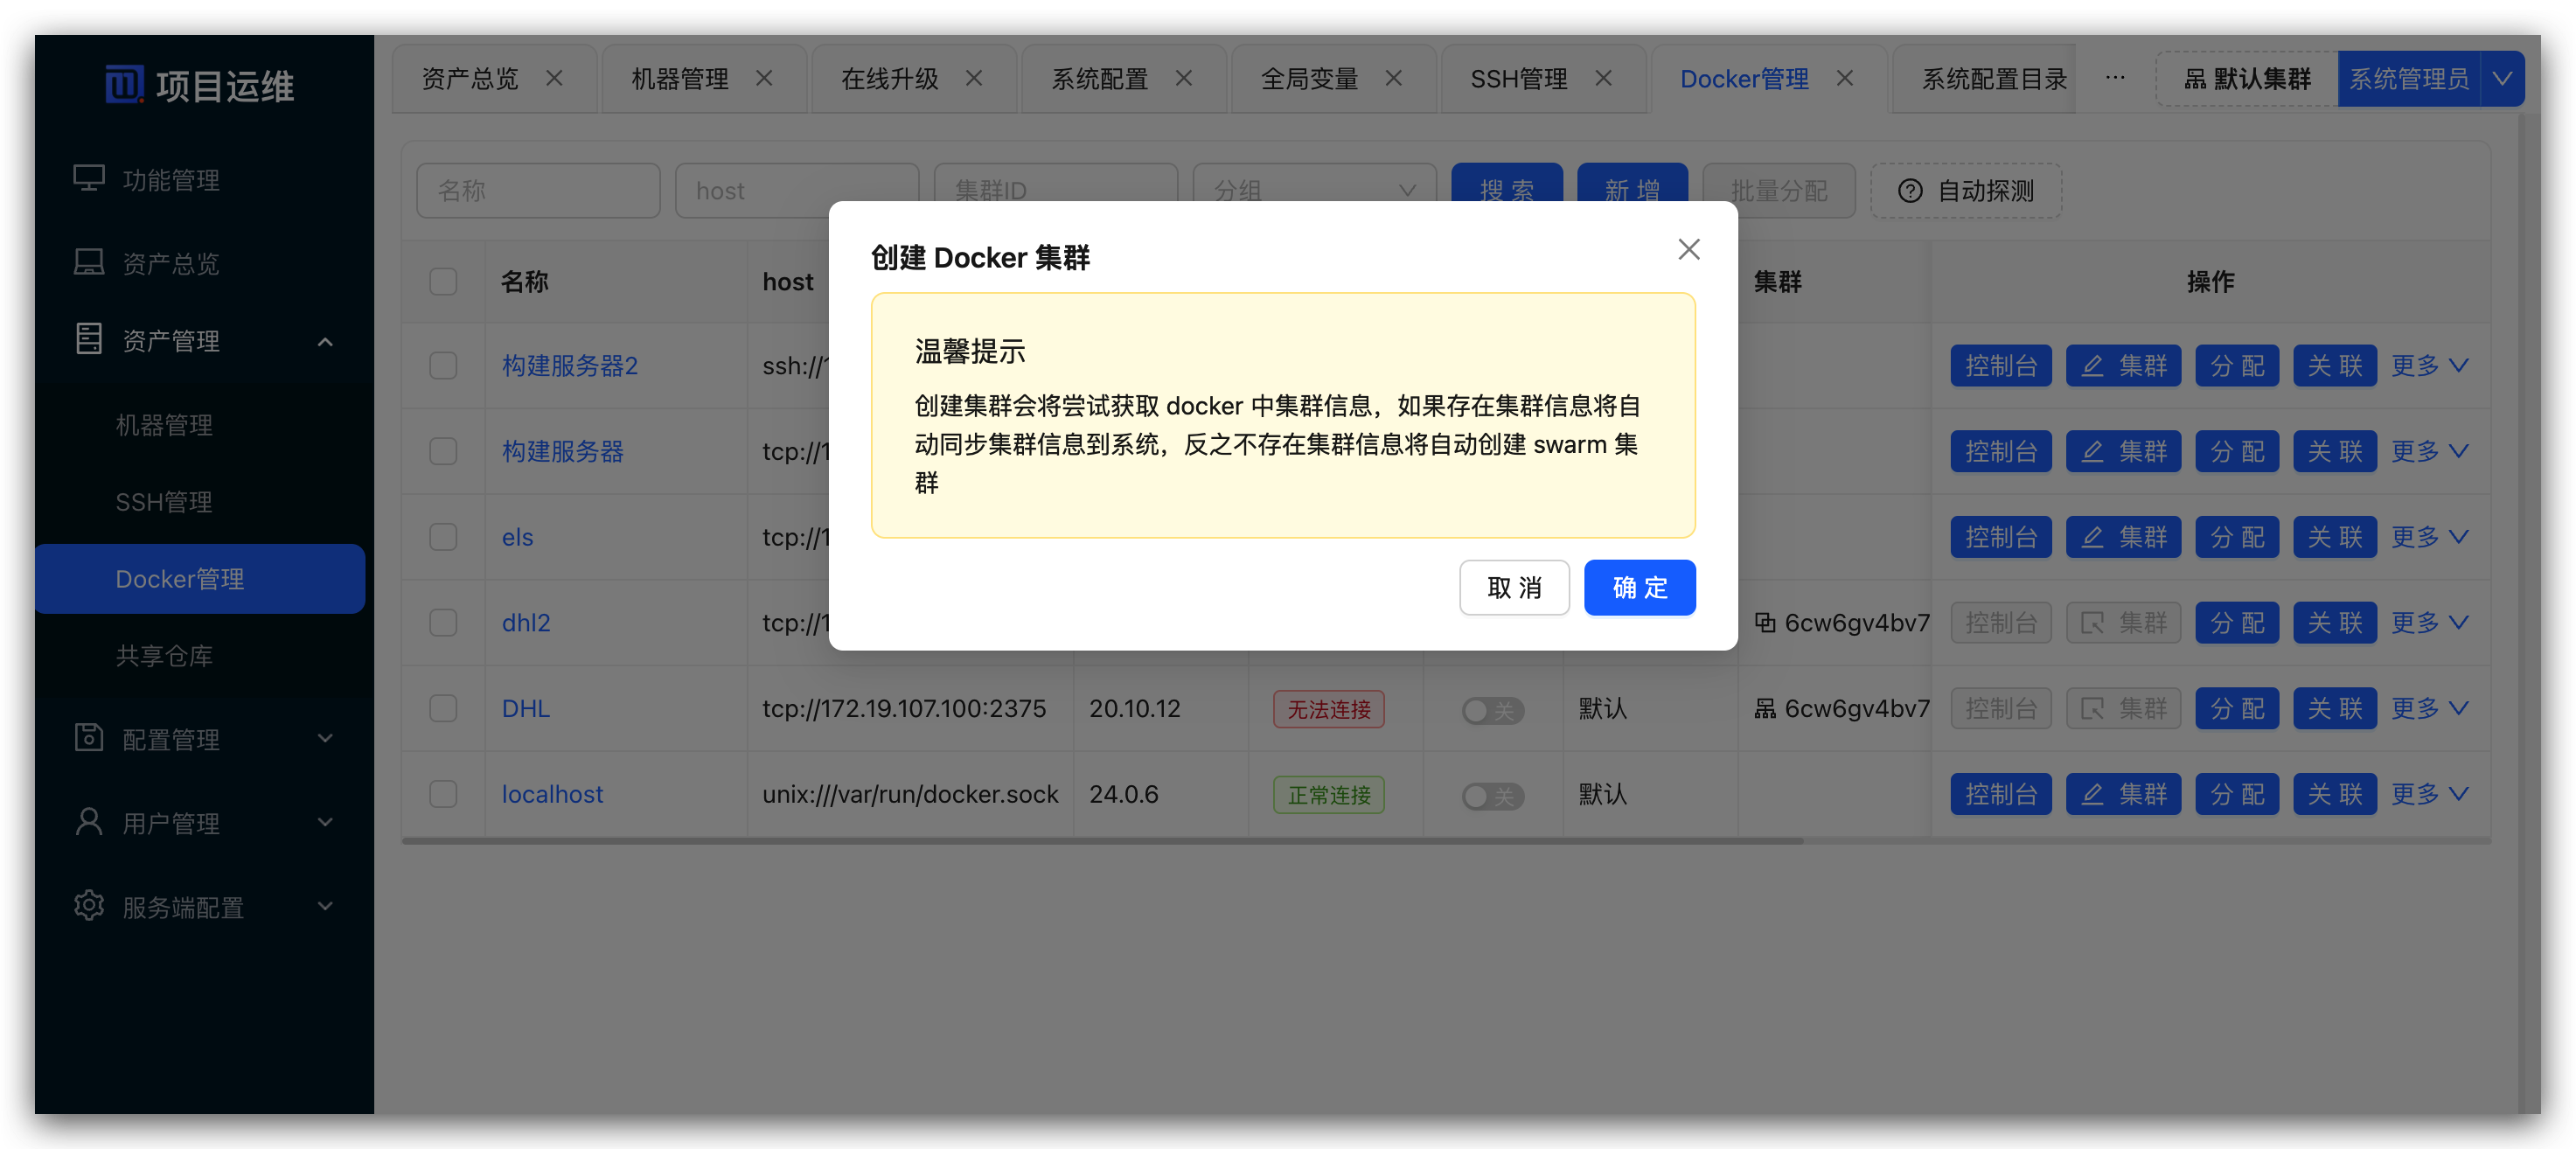 项目运维
资产总览
机器管理
在线升级
系统配置
全局变量
SSH管理
Docker管理
系统配置目录
···
默认集群
系统管理员
功能管理
资产总览
资产管理
机器管理
SSH管理
Docker管理
共享仓库
配置管理
用户管理
服务端配置
名称 host 集群ID 分组 搜 索 新 增 批量分配 自动探测
名称 host 集群 操作
构建服务器2 ssh:// 控制台 集群 分 配 关 联 更多
构建服务器 tcp://1 控制台 集群 分 配 关 联 更多
els tcp://1 控制台 集群 分 配 关 联 更多
dhl2 tcp://1 6cw6gv4bv7 控制台 集群 分 配 关 联 更多
DHL tcp://172.19.107.100:2375 20.10.12 无法连接 关 默认 6cw6gv4bv7 控制台 集群 分 配 关 联 更多
localhost unix:///var/run/docker.sock 24.0.6 正常连接 关 默认 控制台 集群 分 配 关 联 更多
创建 Docker 集群
温馨提示
创建集群会将尝试获取 docker 中集群信息，如果存在集群信息将自
动同步集群信息到系统，反之不存在集群信息将自动创建 swarm 集
群
取 消 确 定